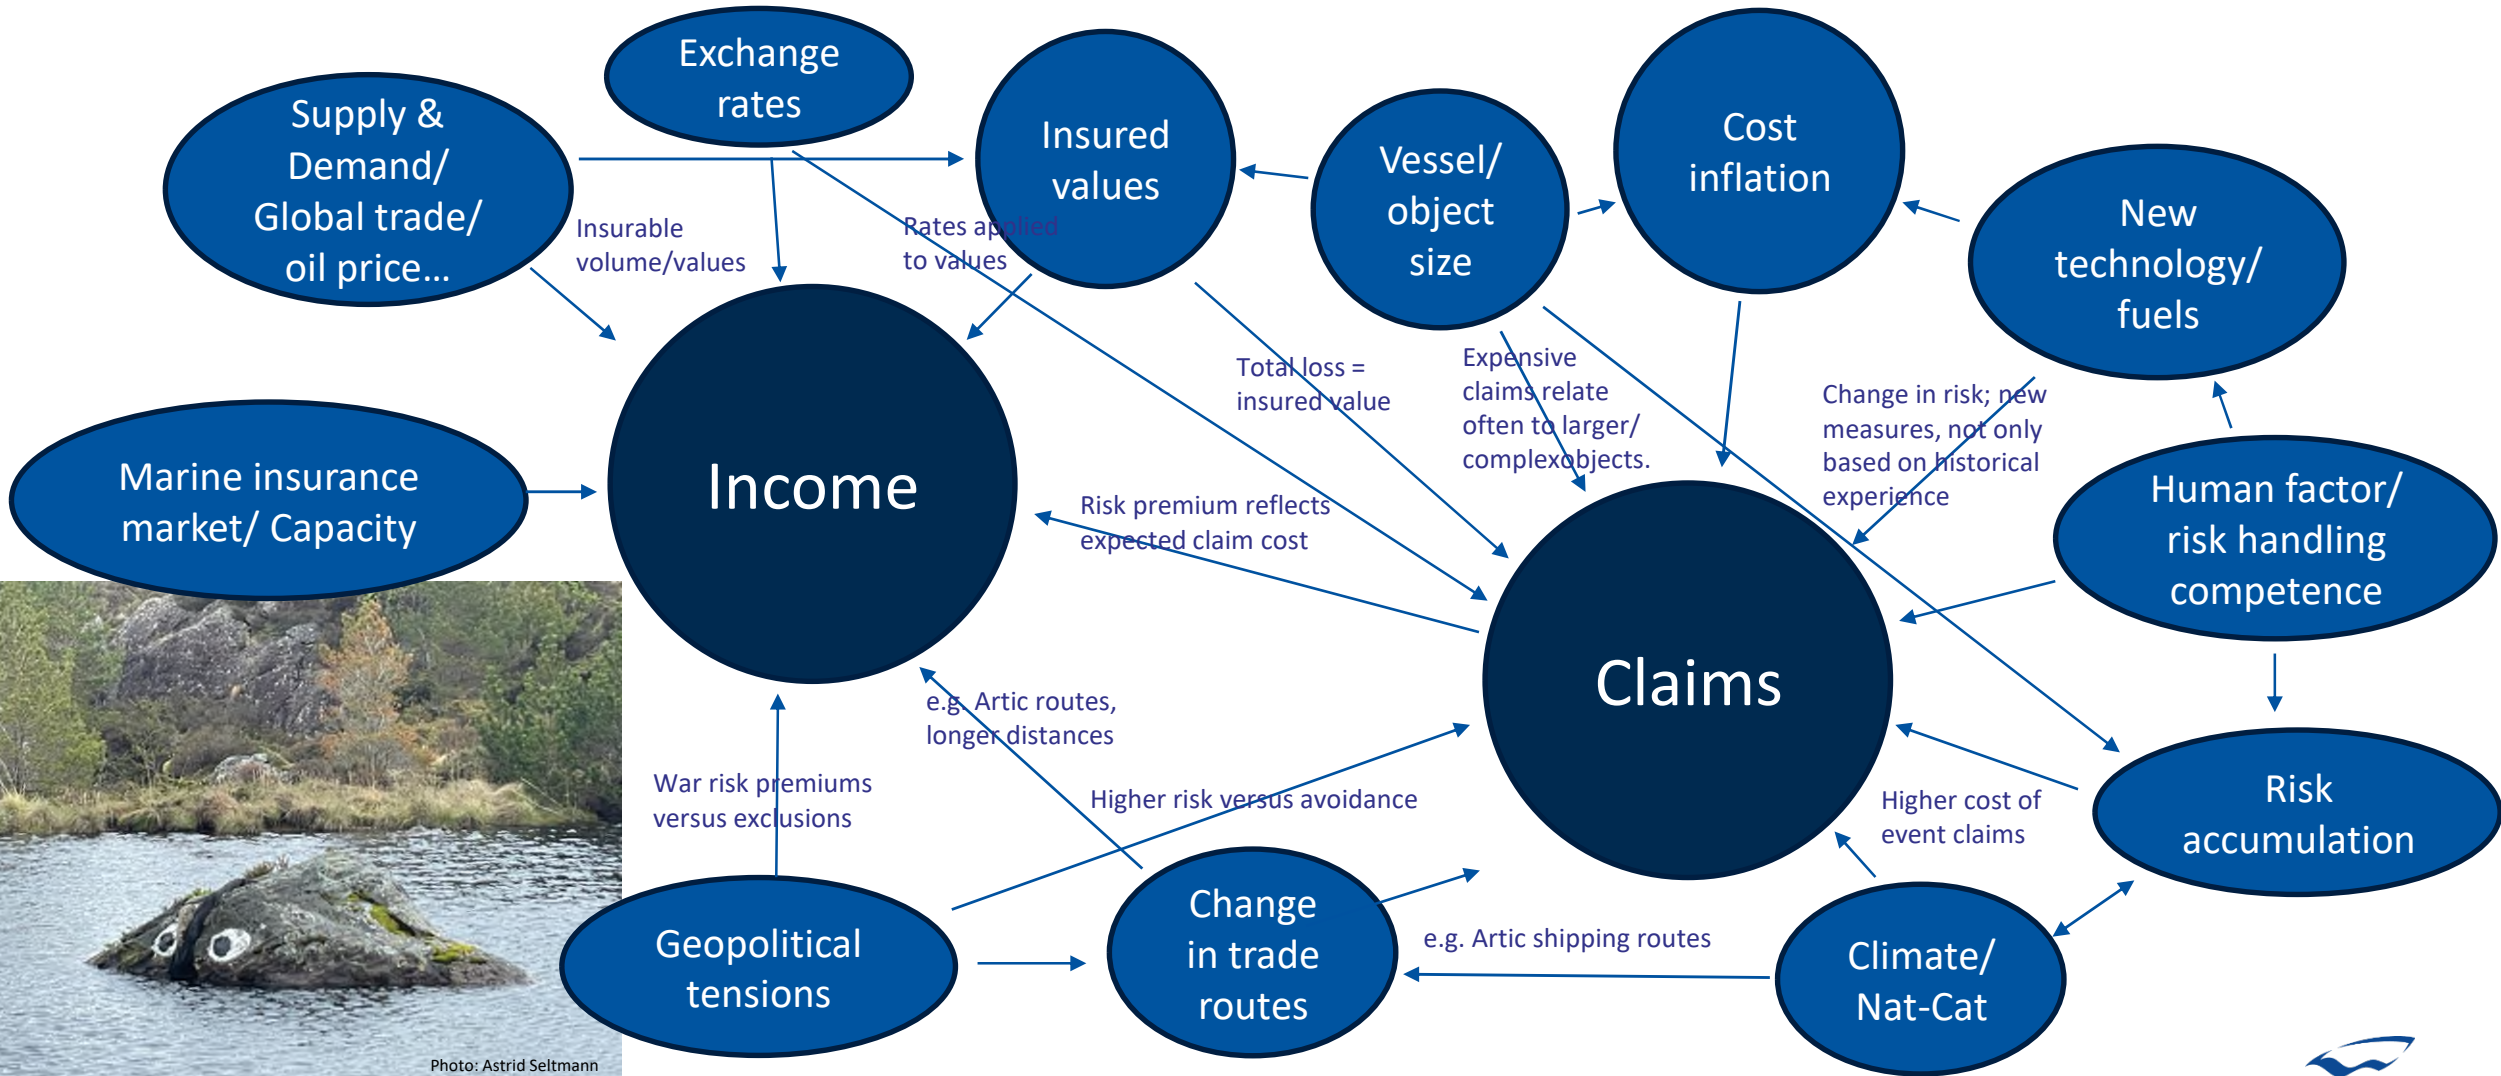 Exchange
rates
Supply &
Demand/
Global trade/
oil price...
Insured
values
Vessel/
object
size
Cost
inflation
New
technology/
fuels
Insurable
volume/values
Rates applied
to values
Total loss =
insured value
Expensive
claims relate
often to larger/
complexobjects.
Change in risk; new
measures, not only
based on historical
experience
Marine insurance
market/ Capacity
Income
Risk premium reflects
expected claim cost
Human factor/
risk handling
competence
Claims
e.g. Artic routes,
longer distances
War risk premiums
versus exclusions
Higher risk versus avoidance
Higher cost of
event claims
Risk
accumulation
Geopolitical
tensions
Change
in trade
routes
e.g. Artic shipping routes
Climate/
Nat-Cat
Photo: Astrid Seltmann